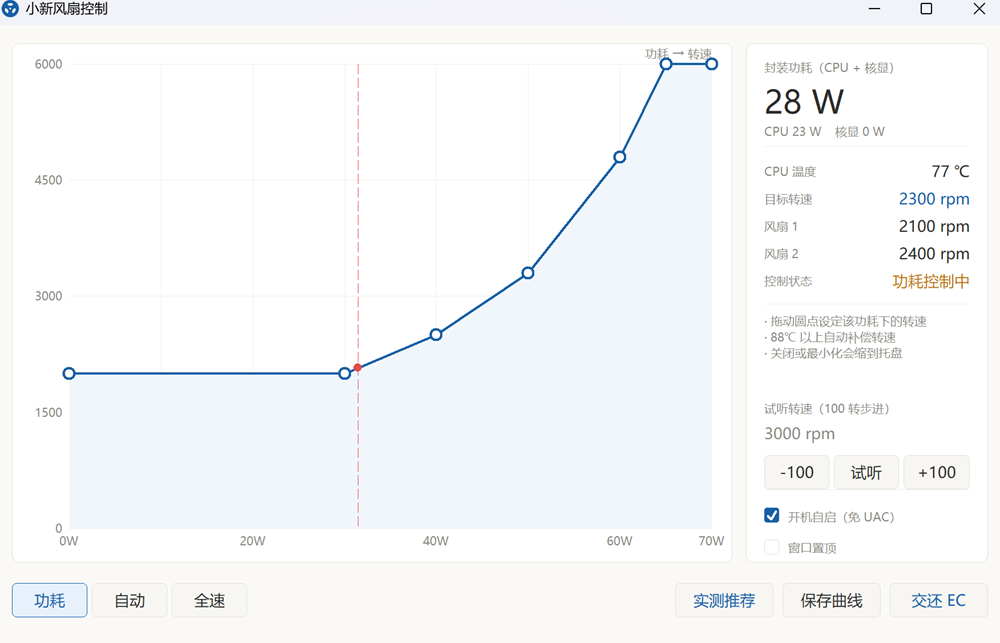 小新风扇控制
功耗 → 转速
6000
4500
3000
1500
0
0W 20W 40W 60W 70W
封装功耗（CPU + 核显）
28 W
CPU 23 W 核显 0 W
CPU 温度 77 ℃
目标转速 2300 rpm
风扇 1 2100 rpm
风扇 2 2400 rpm
控制状态 功耗控制中
· 拖动圆点设定该功耗下的转速
· 88℃ 以上自动补偿转速
· 关闭或最小化会缩到托盘
试听转速（100 转步进）
3000 rpm
-100 试听 +100
开机自启（免 UAC）
窗口置顶
功耗 自动 全速 实测推荐 保存曲线 交还 EC